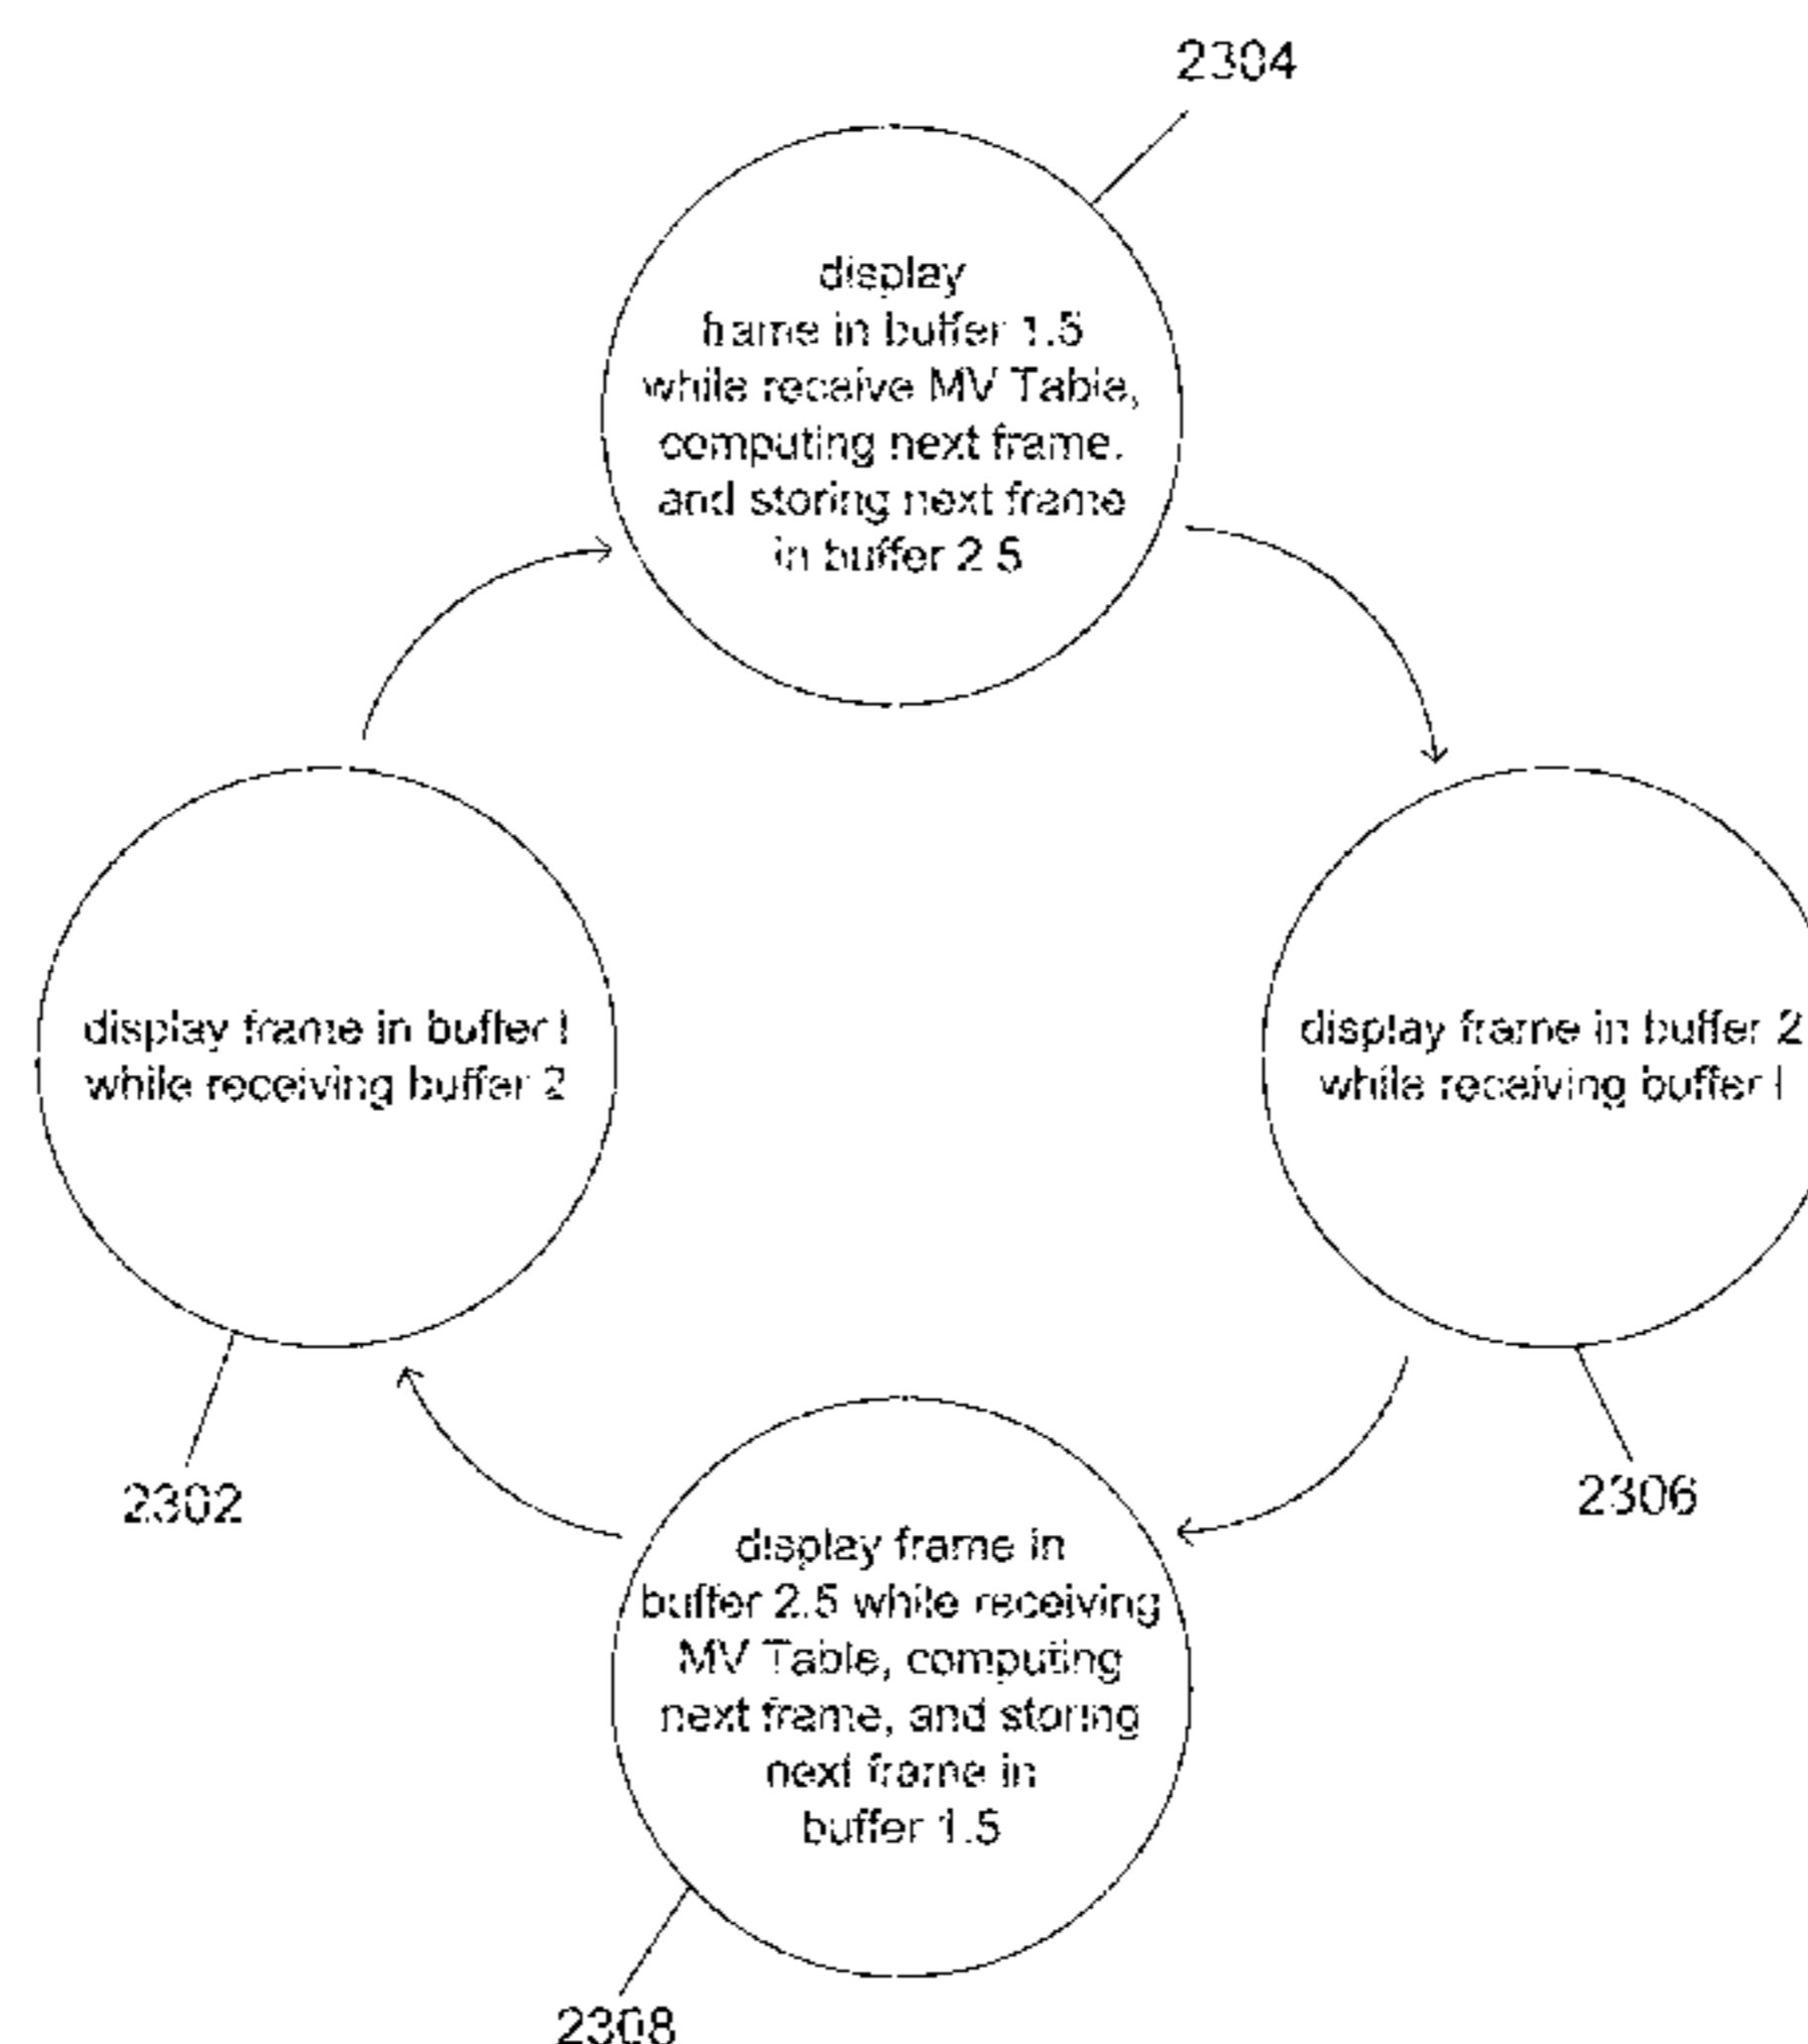 2304
display
frame in buffer 1.5
while receive MV Table,
computing next frame.
and storing next frame
in buffer 2.5
display frame in buffer I
while receiving buffer 2
display frame in buffer 2
while receiving buffer I
2302
2306
display frame in
buffer 2.5 while receiving
MV Table, computing
next frame, and storing
next frame in
buffer 1.5
2308